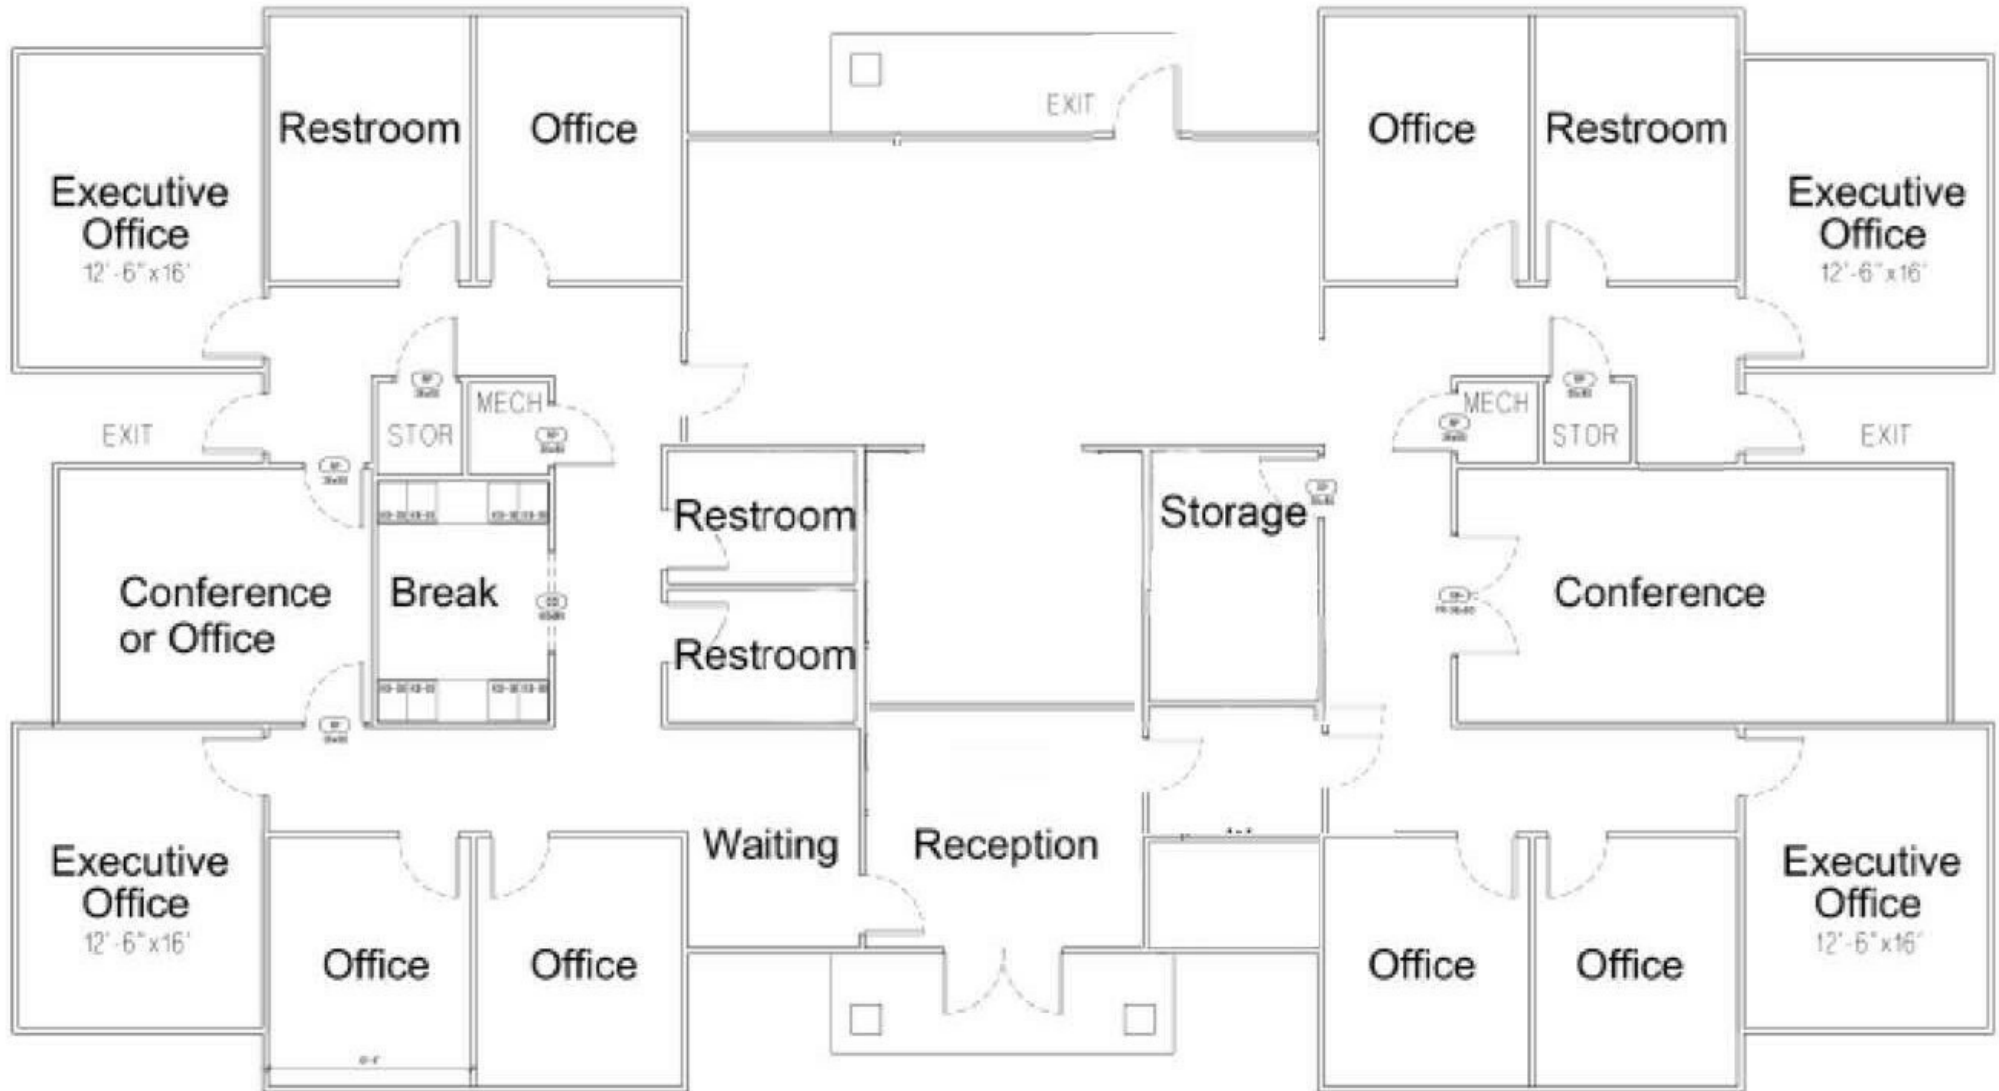 EXIT
Restroom
Office
Office
Restroom
Executive
Office
12'-6"x16'
Executive
Office
12'-6"x16'
MECH
STOR
EXIT
MECH
STOR
EXIT
Restroom
Storage
Conference
or Office
Break
Conference
Restroom
Waiting
Reception
Executive
Office
12'-6"x16'
Executive
Office
12'-6"x16'
Office
Office
Office
Office